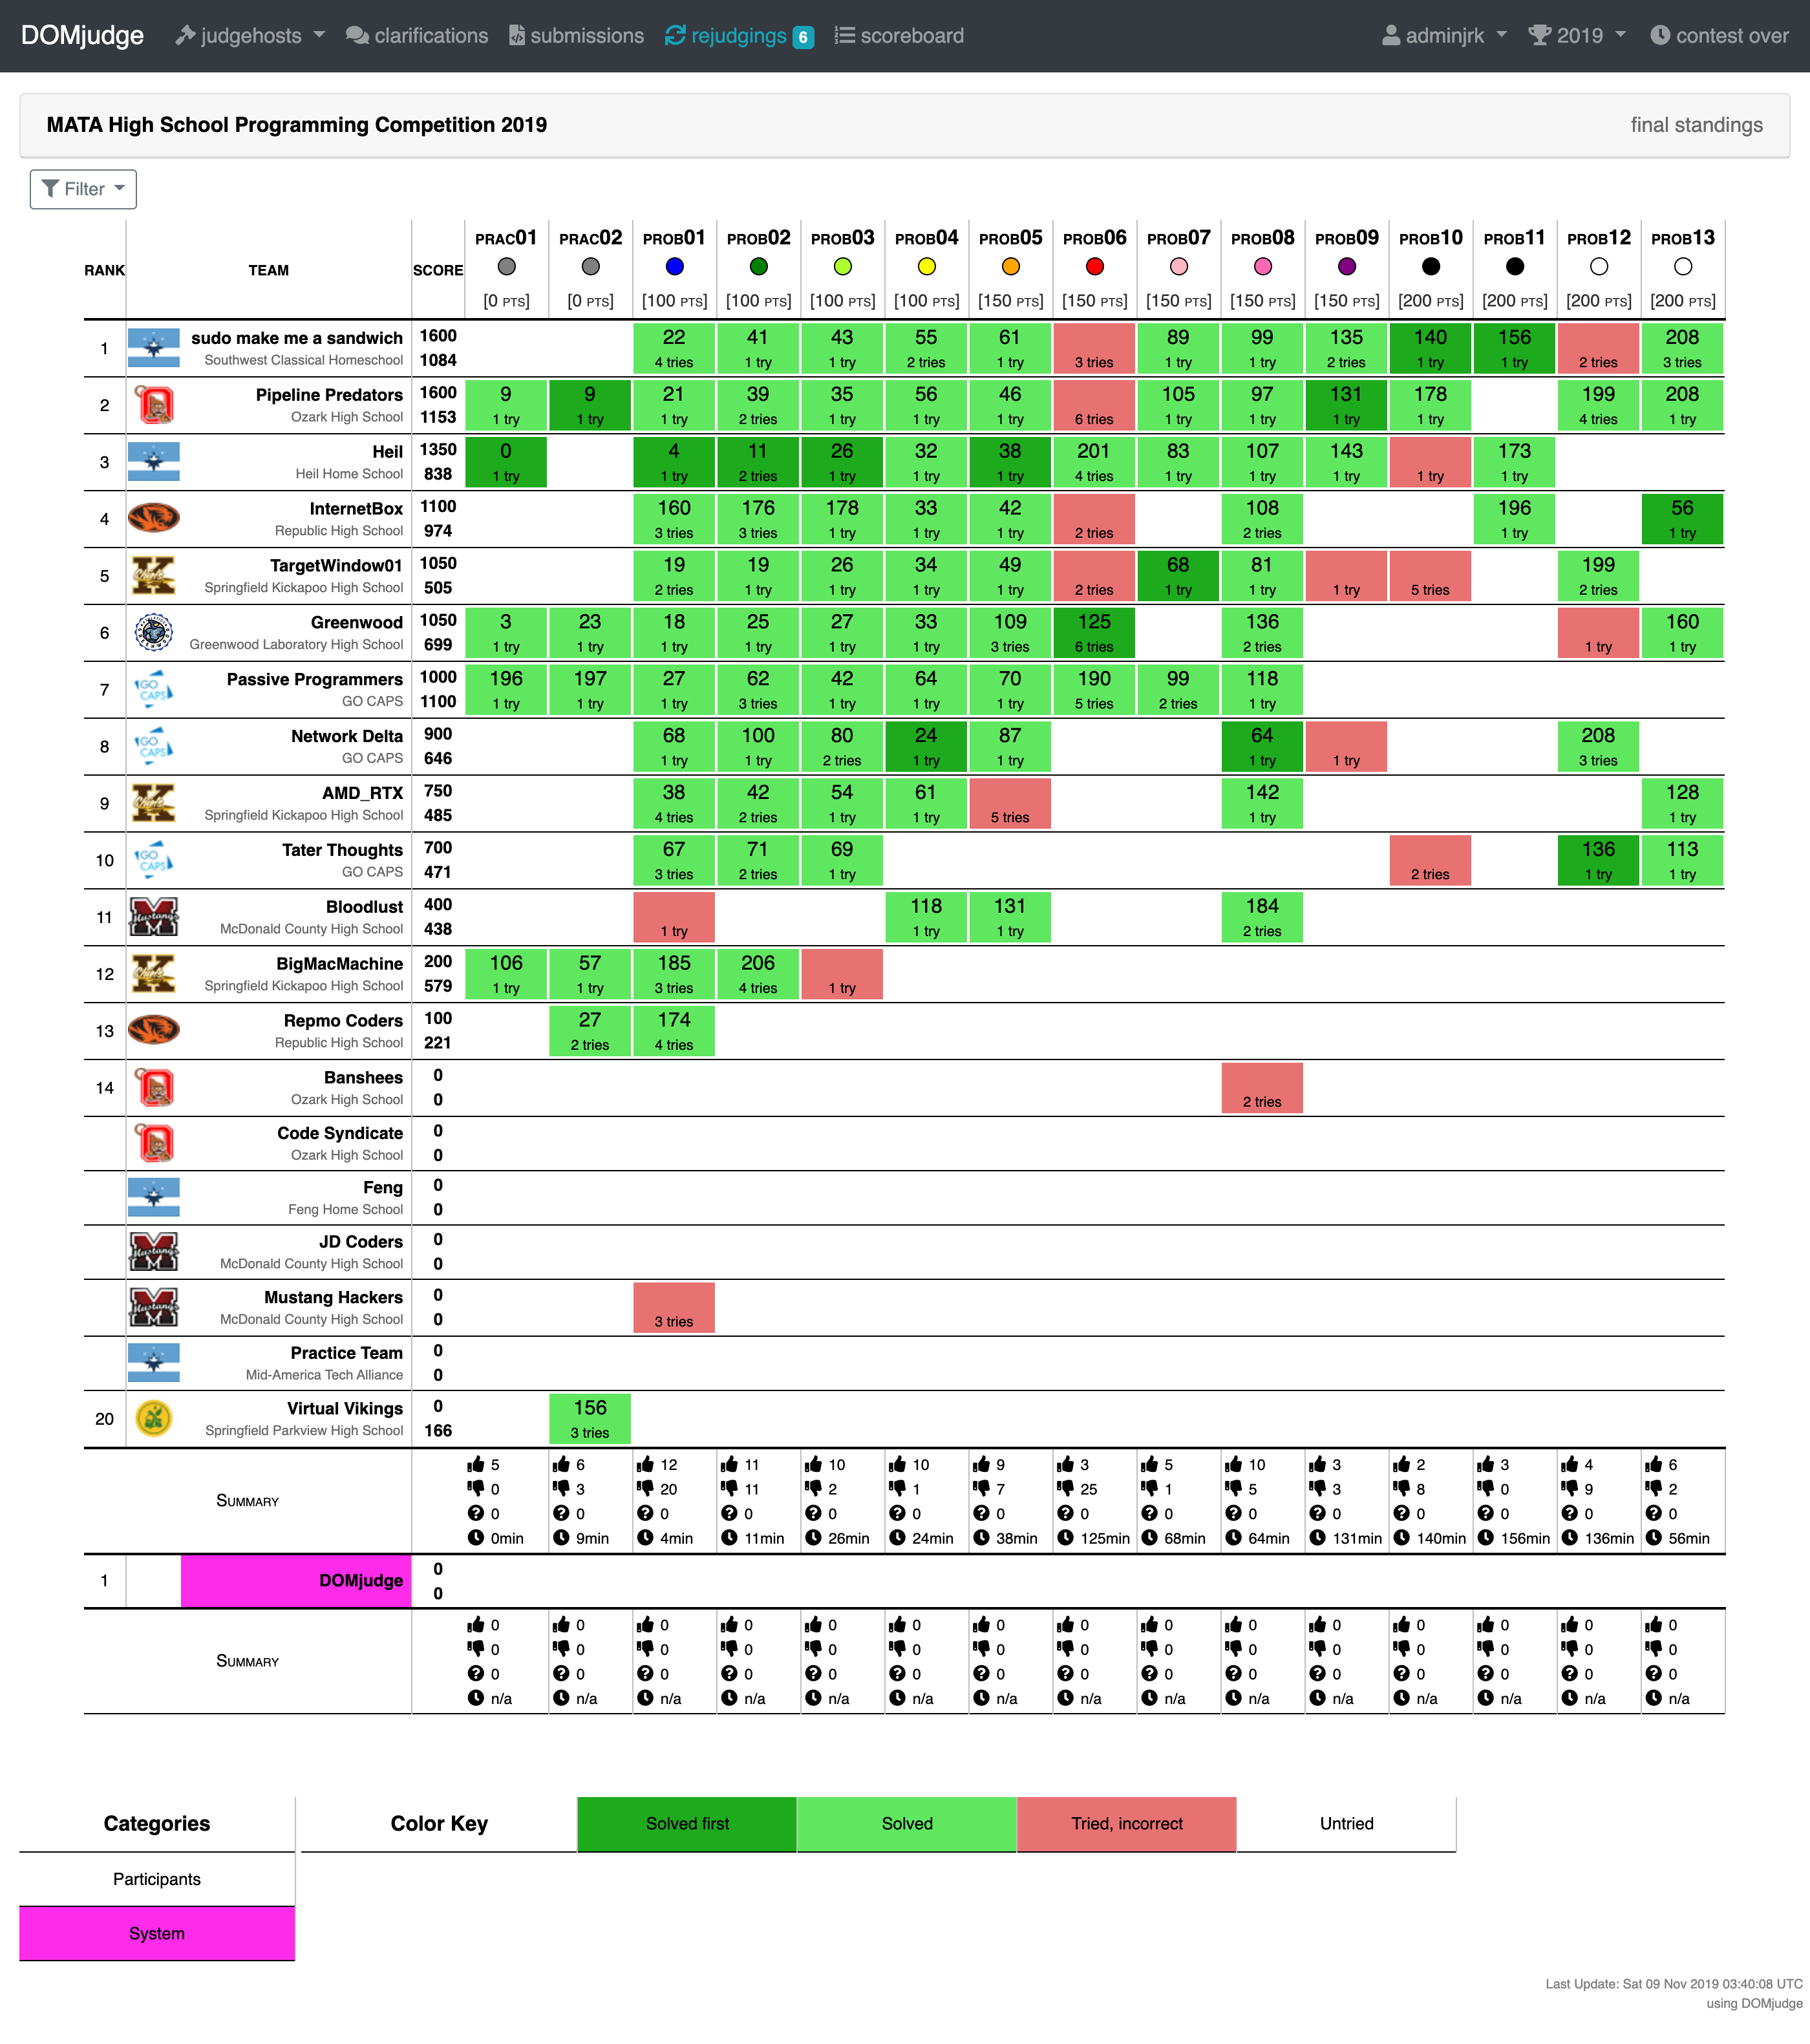 DOMjudge judgehosts clarifications submissions rejudgings 6 scoreboard adminjrk 2019 contest over
MATA High School Programming Competition 2019 final standings
Filter
RANK TEAM SCORE PRAC01 PRAC02 PROB01 PROB02 PROB03 PROB04 PROB05 PROB06 PROB07 PROB08 PROB09 PROB10 PROB11 PROB12 PROB13
[0 PTS] [0 PTS] [100 PTS] [100 PTS] [100 PTS] [100 PTS] [150 PTS] [150 PTS] [150 PTS] [150 PTS] [150 PTS] [200 PTS] [200 PTS] [200 PTS] [200 PTS]
1 sudo make me a sandwich 1600 22 41 43 55 61 89 99 135 140 156 208
Southwest Classical Homeschool 1084 4 tries 1 try 1 try 2 tries 1 try 3 tries 1 try 1 try 2 tries 1 try 1 try 2 tries 3 tries
2 Pipeline Predators 1600 9 9 21 39 35 56 46 105 97 131 178 199 208
Ozark High School 1153 1 try 1 try 1 try 2 tries 1 try 1 try 1 try 6 tries 1 try 1 try 1 try 1 try 4 tries 1 try
3 Heil 1350 0 4 11 26 32 38 201 83 107 143 173
Heil Home School 838 1 try 1 try 2 tries 1 try 1 try 1 try 4 tries 1 try 1 try 1 try 1 try 1 try
4 InternetBox 1100 160 176 178 33 42 108 196 56
Republic High School 974 3 tries 3 tries 1 try 1 try 1 try 2 tries 2 tries 1 try 1 try
5 TargetWindow01 1050 19 19 26 34 49 68 81 199
Springfield Kickapoo High School 505 2 tries 1 try 1 try 1 try 1 try 2 tries 1 try 1 try 1 try 5 tries 2 tries
6 Greenwood 1050 3 23 18 25 27 33 109 125 136 160
Greenwood Laboratory High School 699 1 try 1 try 1 try 1 try 1 try 1 try 3 tries 6 tries 2 tries 1 try 1 try
7 GO CAPS Passive Programmers 1000 196 197 27 62 42 64 70 190 99 118
GO CAPS 1100 1 try 1 try 1 try 3 tries 1 try 1 try 1 try 5 tries 2 tries 1 try
8 GO CAPS Network Delta 900 68 100 80 24 87 64 208
GO CAPS 646 1 try 1 try 2 tries 1 try 1 try 1 try 1 try 3 tries
9 AMD_RTX 750 38 42 54 61 142 128
Springfield Kickapoo High School 485 4 tries 2 tries 1 try 1 try 5 tries 1 try 1 try
10 GO CAPS Tater Thoughts 700 67 71 69 136 113
GO CAPS 471 3 tries 2 tries 1 try 2 tries 1 try 1 try
11 Bloodlust 400 118 131 184
McDonald County High School 438 1 try 1 try 1 try 2 tries
12 BigMacMachine 200 106 57 185 206
Springfield Kickapoo High School 579 1 try 1 try 3 tries 4 tries 1 try
13 Repmo Coders 100 27 174
Republic High School 221 2 tries 4 tries
14 Banshees 0
Ozark High School 0 2 tries
Code Syndicate 0
Ozark High School 0
Feng 0
Feng Home School 0
JD Coders 0
McDonald County High School 0
Mustang Hackers 0
McDonald County High School 0 3 tries
Practice Team 0
Mid-America Tech Alliance 0
20 Virtual Vikings 0 156
Springfield Parkview High School 166 3 tries
SUMMARY
5 6 12 11 10 10 9 3 5 10 3 2 3 4 6
0 3 20 11 2 1 7 25 1 5 3 8 0 9 2
0 0 0 0 0 0 0 0 0 0 0 0 0 0 0
0min 9min 4min 11min 26min 24min 38min 125min 68min 64min 131min 140min 156min 136min 56min
1 DOMjudge 0
0
SUMMARY
0 0 0 0 0 0 0 0 0 0 0 0 0 0 0
0 0 0 0 0 0 0 0 0 0 0 0 0 0 0
0 0 0 0 0 0 0 0 0 0 0 0 0 0 0
n/a n/a n/a n/a n/a n/a n/a n/a n/a n/a n/a n/a n/a n/a n/a
Categories
Participants
System
Color Key Solved first Solved Tried, incorrect Untried
Last Update: Sat 09 Nov 2019 03:40:08 UTC
using DOMjudge